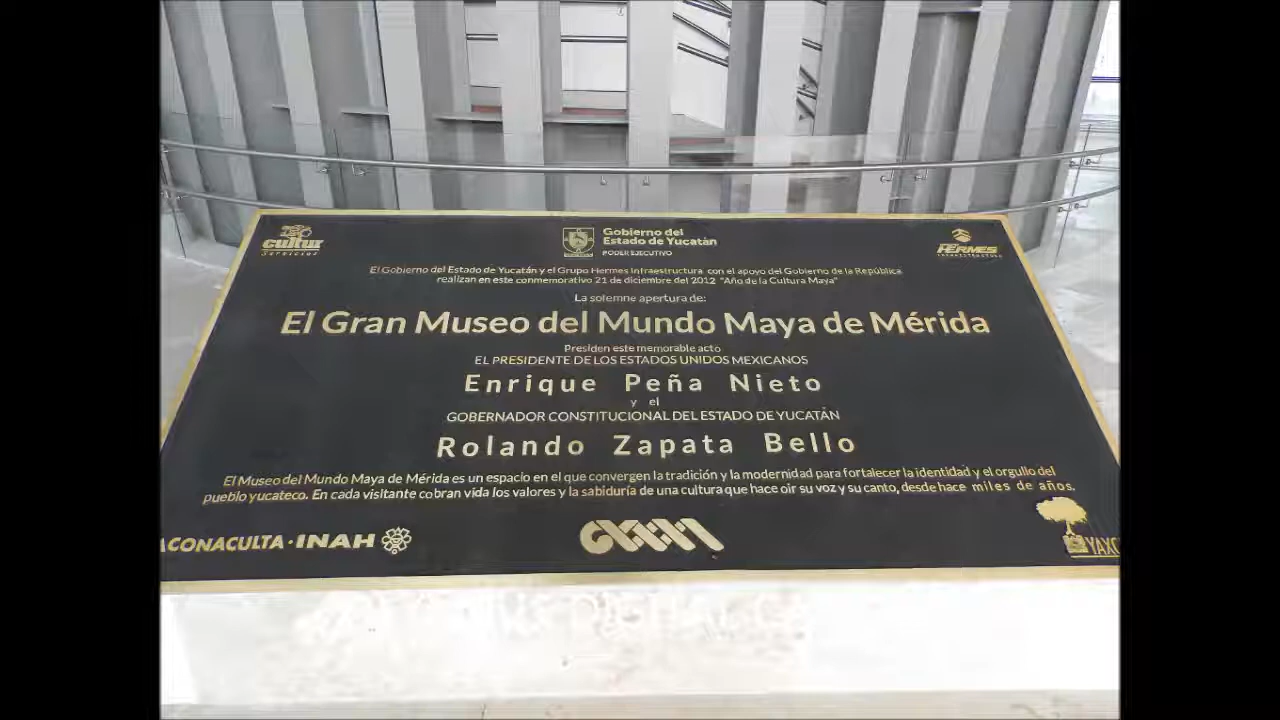 cultur
SERVICIOS
Gobierno del
Estado de Yucatán
PODER EJECUTIVO
HERMES
INFRAESTRUCTURA
El Gobierno del Estado de Yucatán y el Grupo Hermes Infraestructura con el apoyo del Gobierno de la República
realizan en este conmemorativo 21 de diciembre del 2012 "Año de la Cultura Maya"
La solemne apertura de:
El Gran Museo del Mundo Maya de Mérida
Presiden este memorable acto
EL PRESIDENTE DE LOS ESTADOS UNIDOS MEXICANOS
Enrique Peña Nieto
y el
GOBERNADOR CONSTITUCIONAL DEL ESTADO DE YUCATÁN
Rolando Zapata Bello
El Museo del Mundo Maya de Mérida es un espacio en el que convergen la tradición y la modernidad para fortalecer la identidad y el orgullo del
pueblo yucateco. En cada visitante cobran vida los valores y la sabiduría de una cultura que hace oir su voz y su canto, desde hace miles de años.
CONACULTA · INAH
YAXC